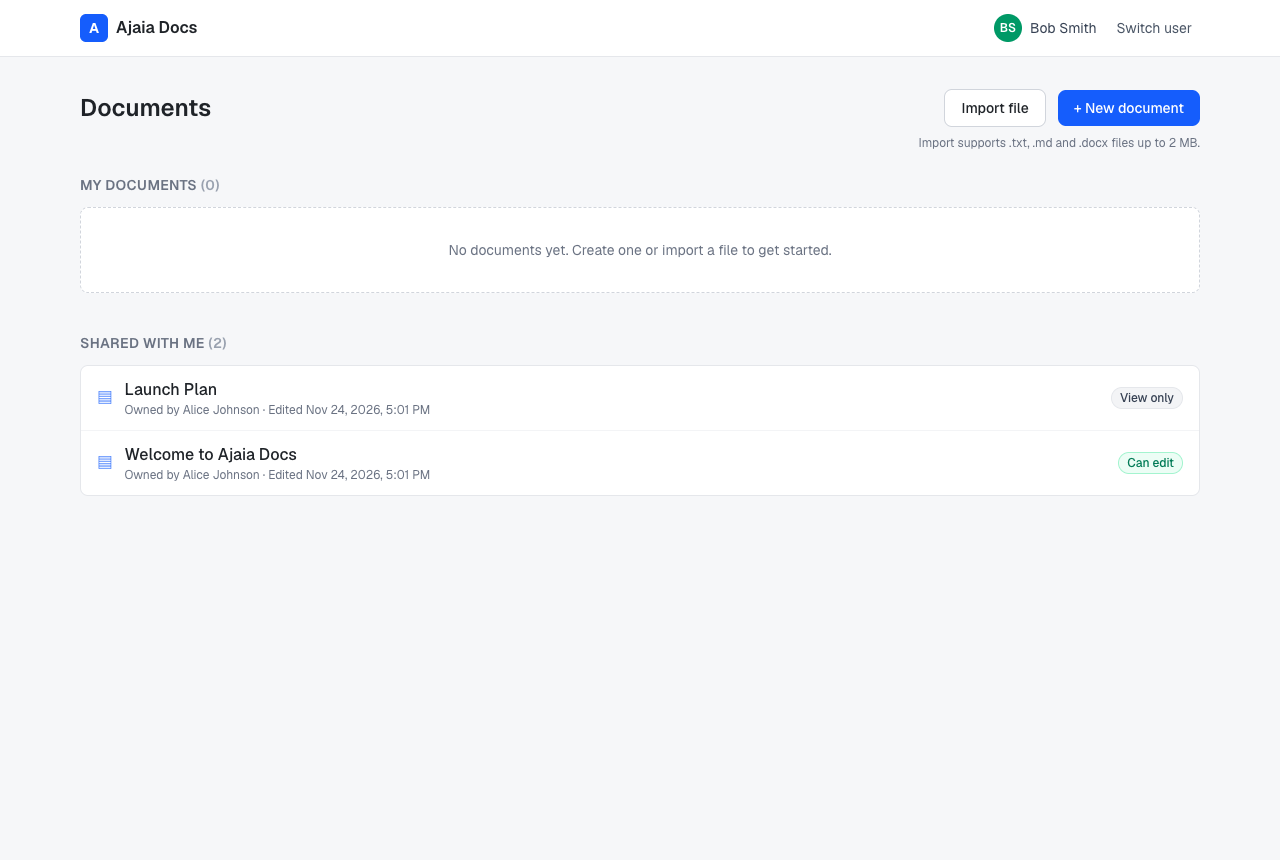 A Ajaia Docs
BS Bob Smith Switch user
Documents
Import file + New document
Import supports .txt, .md and .docx files up to 2 MB.
MY DOCUMENTS (0)
No documents yet. Create one or import a file to get started.
SHARED WITH ME (2)
Launch Plan
Owned by Alice Johnson · Edited Nov 24, 2026, 5:01 PM
View only
Welcome to Ajaia Docs
Owned by Alice Johnson · Edited Nov 24, 2026, 5:01 PM
Can edit